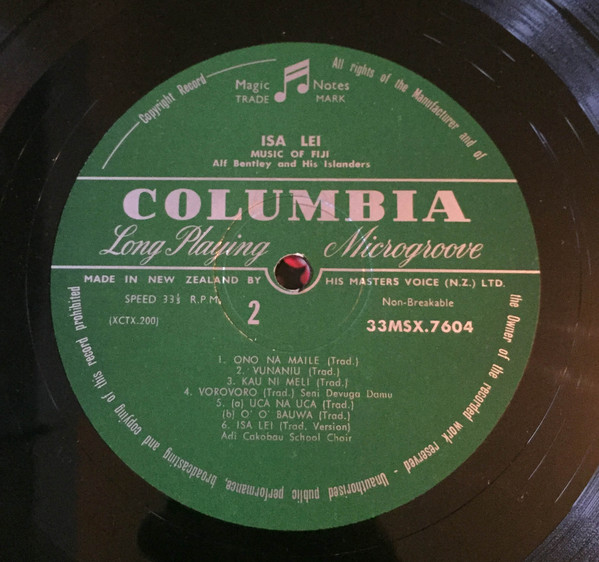 Copyright Record
All rights of the Manufacturer and of
the Owner of the recorded work reserved - Unauthorised public performance, broadcasting and copying of this record prohibited
Magic Notes
TRADE MARK
ISA LEI
MUSIC OF FIJI
Alf Bentley and His Islanders
COLUMBIA
Long Playing Microgroove
MADE IN NEW ZEALAND BY HIS MASTERS VOICE (N.Z.) LTD.
SPEED 33⅓ R.P.M. Non-Breakable
(XCTX.200) 2 33MSX.7604
1. ONO NA MAILE (Trad.)
2. VUNANIU (Trad.)
3. KAU NI MELI (Trad.)
4. VOROVORO (Trad.) Seni Devuga Damu
5. (a) UCA NA UCA (Trad.)
(b) O' O' BAUWA (Trad.)
6. ISA LEI (Trad. Version)
Adi Cakobau School Choir